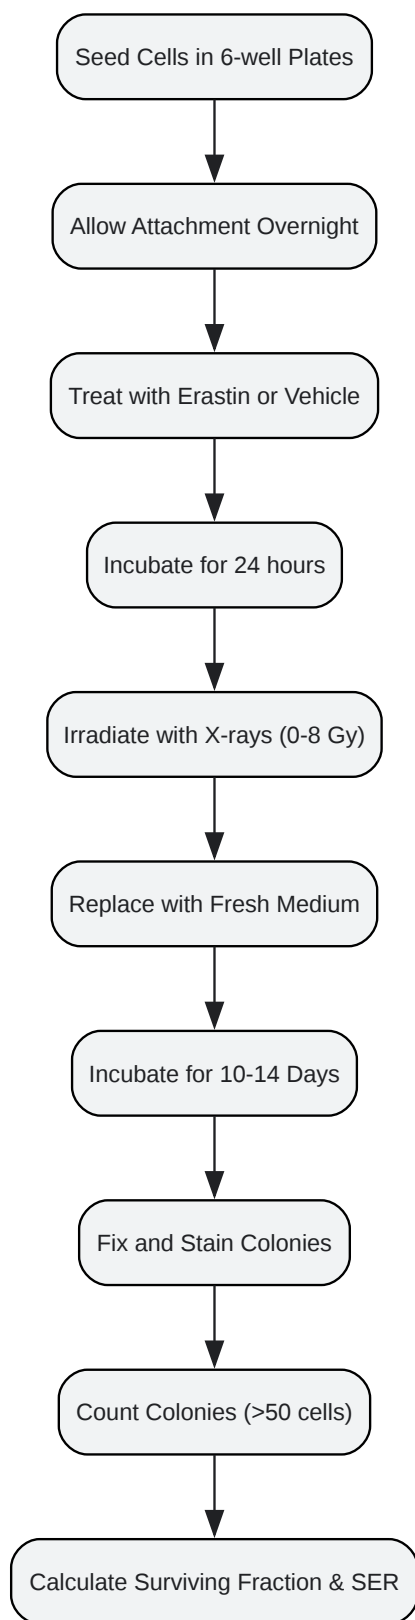 Seed Cells in 6-well Plates
Allow Attachment Overnight
Treat with Erastin or Vehicle
Incubate for 24 hours
Irradiate with X-rays (0-8 Gy)
Replace with Fresh Medium
Incubate for 10-14 Days
Fix and Stain Colonies
Count Colonies (>50 cells)
Calculate Surviving Fraction & SER